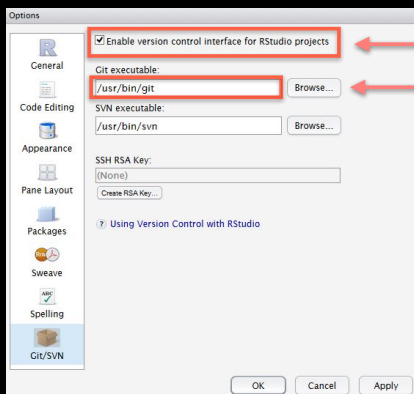 Options
R
General
Code Editing
Appearance
Pane Layout
Packages
Sweave
ABC
Spelling
Git/SVN
Enable version control interface for RStudio projects
Git executable:
/usr/bin/git
Browse...
SVN executable:
/usr/bin/svn
Browse...
SSH RSA Key:
(None)
Create RSA Key...
? Using Version Control with RStudio
OK
Cancel
Apply